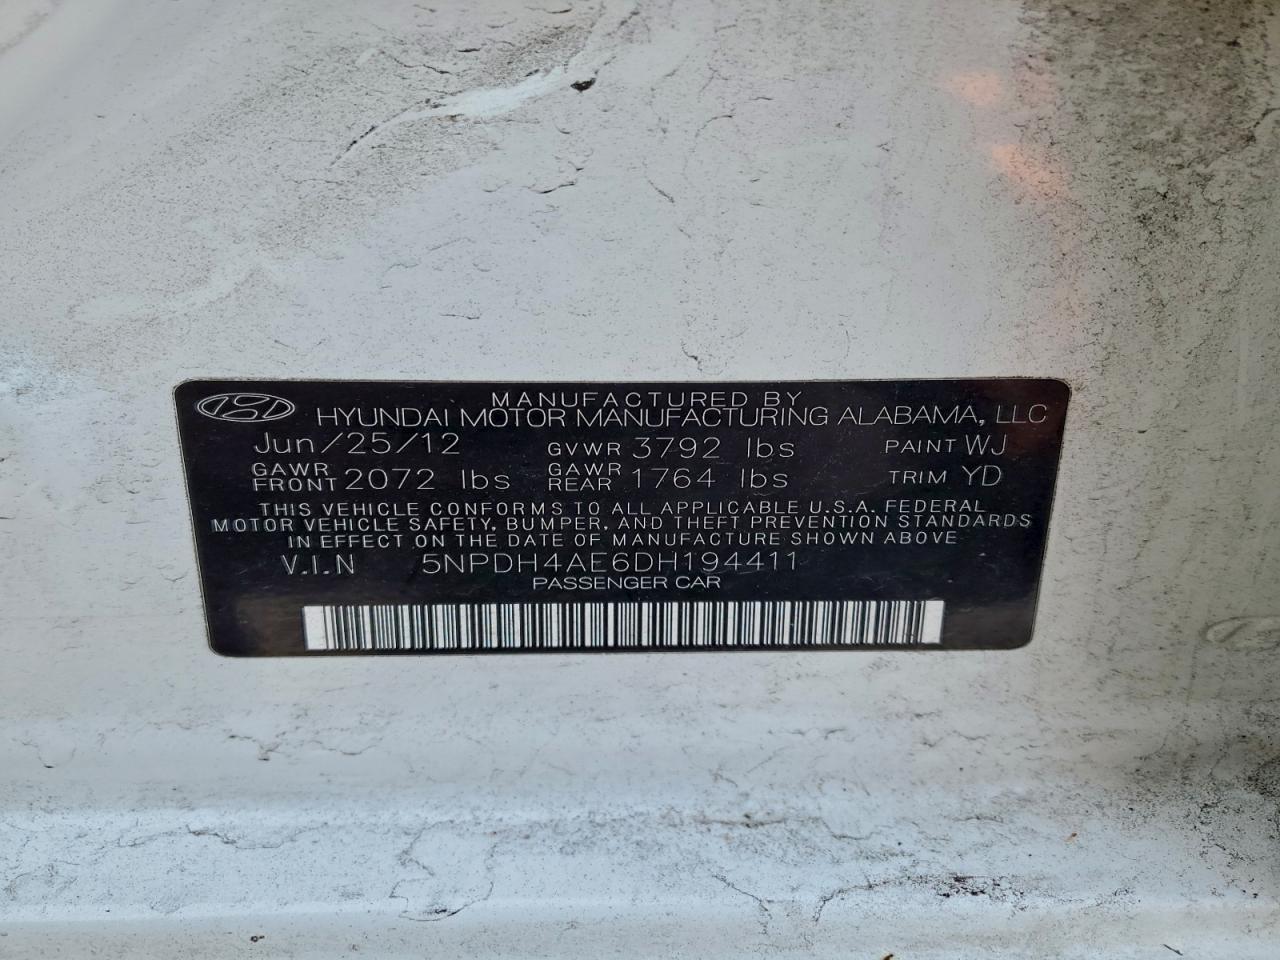 MANUFACTURED BY
HYUNDAI MOTOR MANUFACTURING ALABAMA, LLC
Jun/25/12 GVWR 3792 lbs PAINT WJ
GAWR FRONT 2072 lbs GAWR REAR 1764 lbs TRIM YD
THIS VEHICLE CONFORMS TO ALL APPLICABLE U.S.A. FEDERAL
MOTOR VEHICLE SAFETY, BUMPER, AND THEFT PREVENTION STANDARDS
IN EFFECT ON THE DATE OF MANUFACTURE SHOWN ABOVE
V.I.N 5NPDH4AE6DH194411
PASSENGER CAR